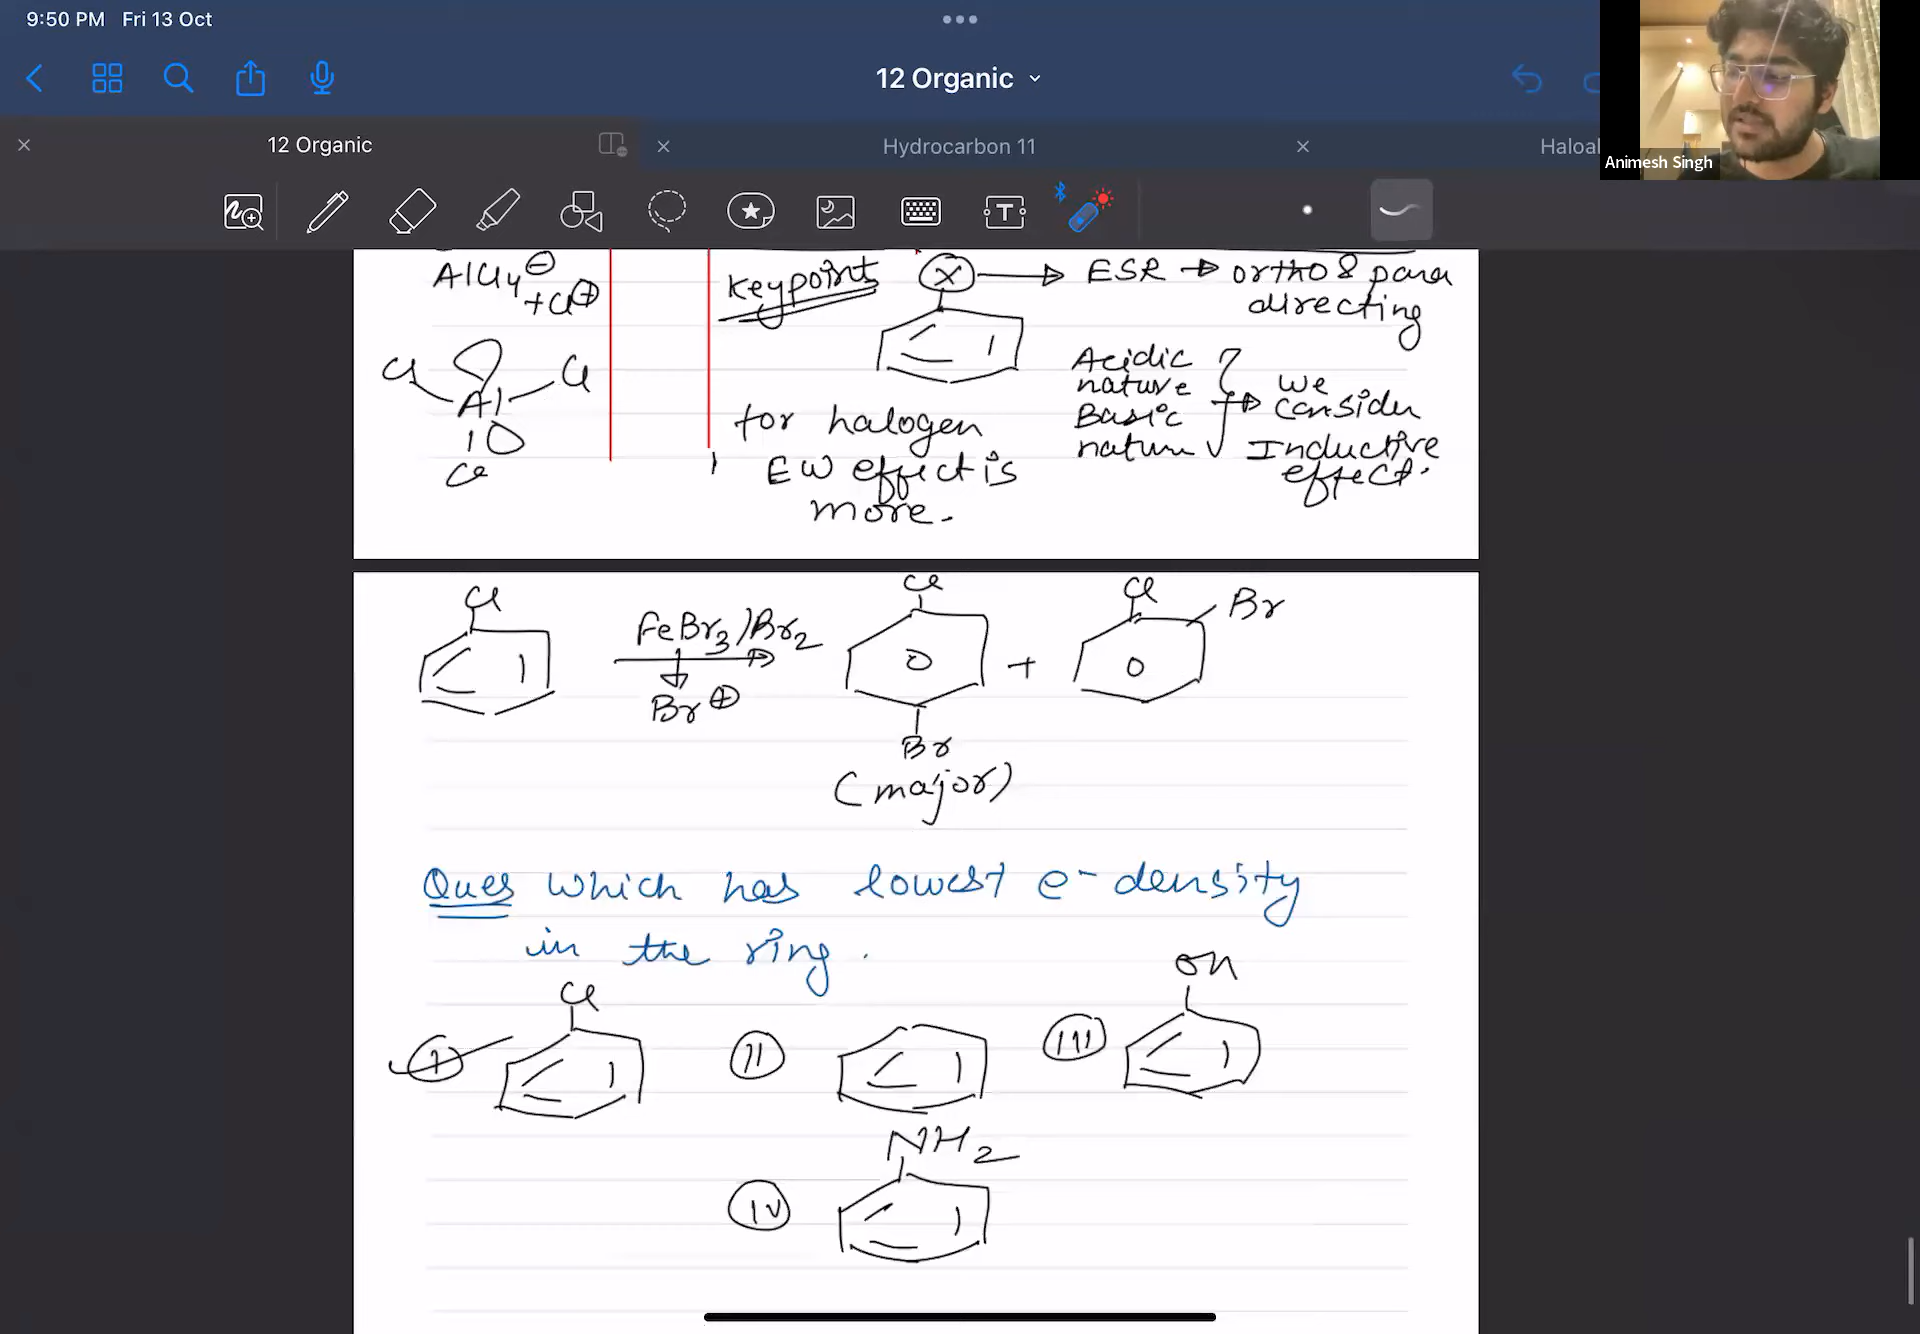 9:50 PM Fri 13 Oct
12 Organic
12 Organic
Hydrocarbon 11
Haloal
Animesh Singh
T
AlCl4⊖
+Cl⊕
Cl
Cl
Al
Cl
Keypoint
X
ESR → ortho & para
directing
for halogen
EW effect is
more.
Acidic
nature
Basic
nature
we
consider
Inductive
effect.
Cl
FeBr3/Br2
Br⊕
Cl
Br
(major)
+
Cl
Br
Ques which has lowest e- density
in the ring.
I
Cl
II
III
OH
IV
NH2